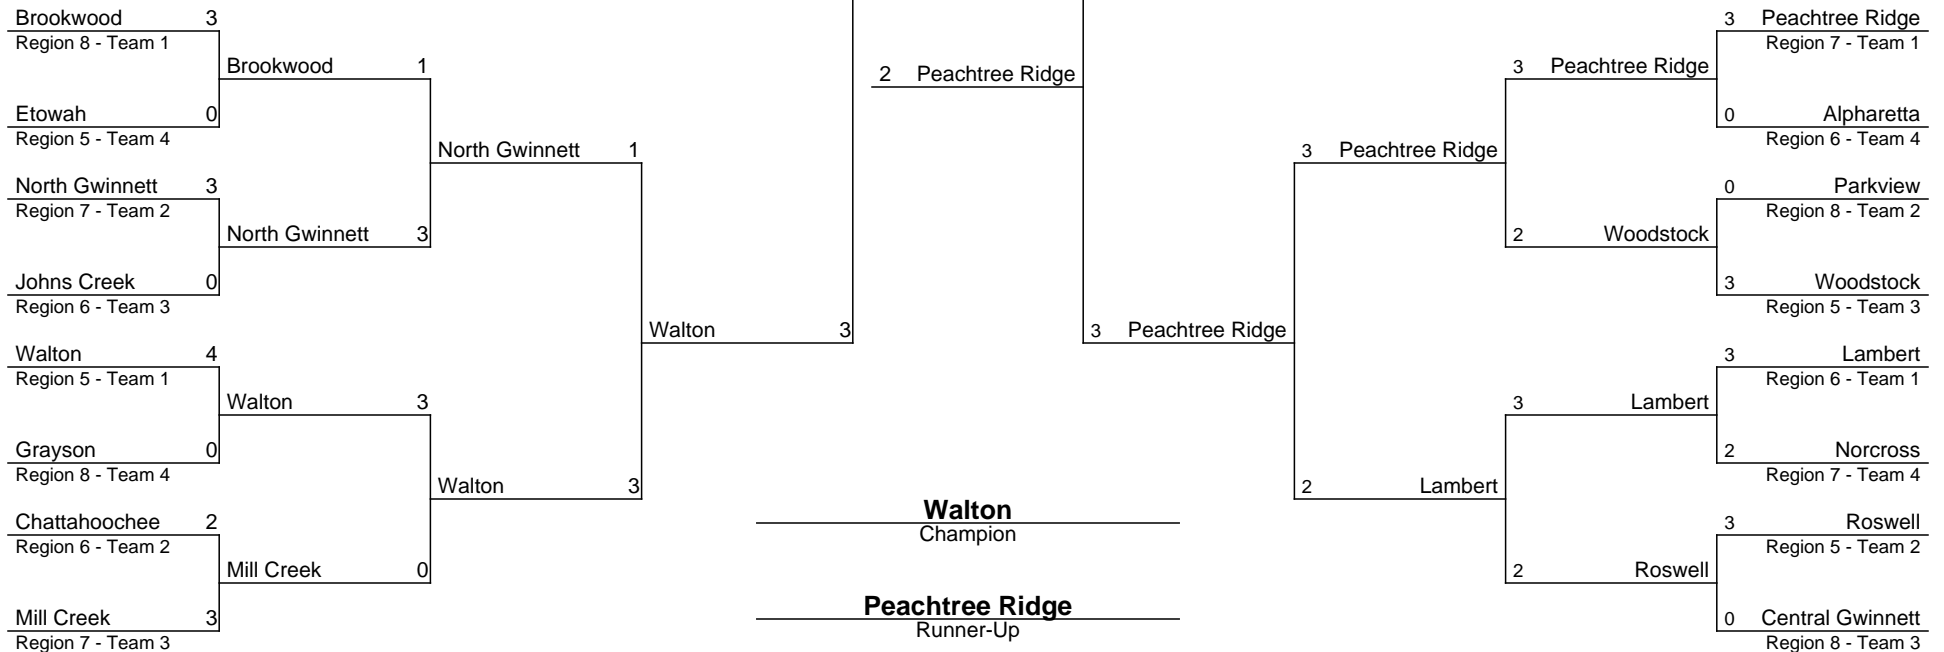 Brookwood 3
Region 8 - Team 1
Brookwood 1
Etowah 0
Region 5 - Team 4
North Gwinnett 1
North Gwinnett 3
Region 7 - Team 2
North Gwinnett 3
Johns Creek 0
Region 6 - Team 3
Walton 3
Walton 4
Region 5 - Team 1
Walton 3
Grayson 0
Region 8 - Team 4
Walton 3
Chattahoochee 2
Region 6 - Team 2
Mill Creek 0
Mill Creek 3
Region 7 - Team 3
2 Peachtree Ridge
3 Peachtree Ridge
Walton
Champion
Peachtree Ridge
Runner-Up
3 Peachtree Ridge
Region 7 - Team 1
3 Peachtree Ridge
0 Alpharetta
Region 6 - Team 4
3 Peachtree Ridge
0 Parkview
Region 8 - Team 2
2 Woodstock
3 Woodstock
Region 5 - Team 3
3 Lambert
Region 6 - Team 1
3 Lambert
2 Norcross
Region 7 - Team 4
2 Lambert
3 Roswell
Region 5 - Team 2
2 Roswell
0 Central Gwinnett
Region 8 - Team 3